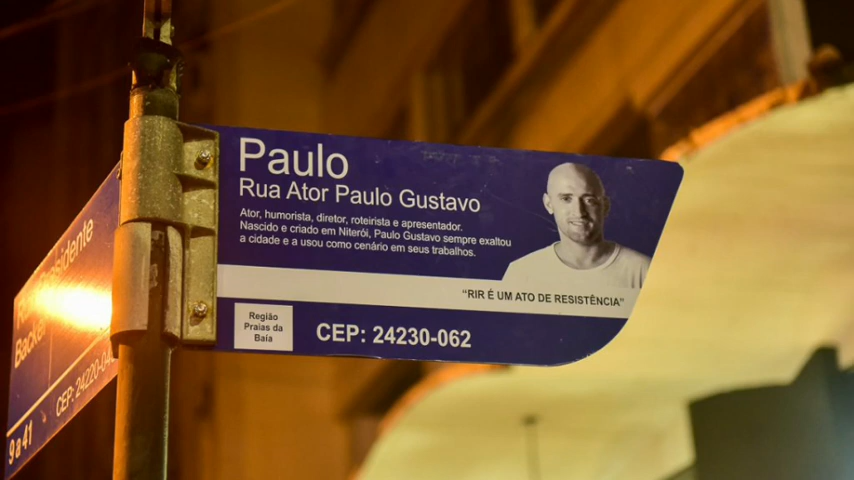 Paulo
Rua Ator Paulo Gustavo
Ator, humorista, diretor, roteirista e apresentador.
Nascido e criado em Niterói, Paulo Gustavo sempre exaltou
a cidade e a usou como cenário em seus trabalhos.
"RIR É UM ATO DE RESISTÊNCIA"
Região
Praias da
Baía
CEP: 24230-062
Presidente
Backer
CEP: 24220-04
9 a 41